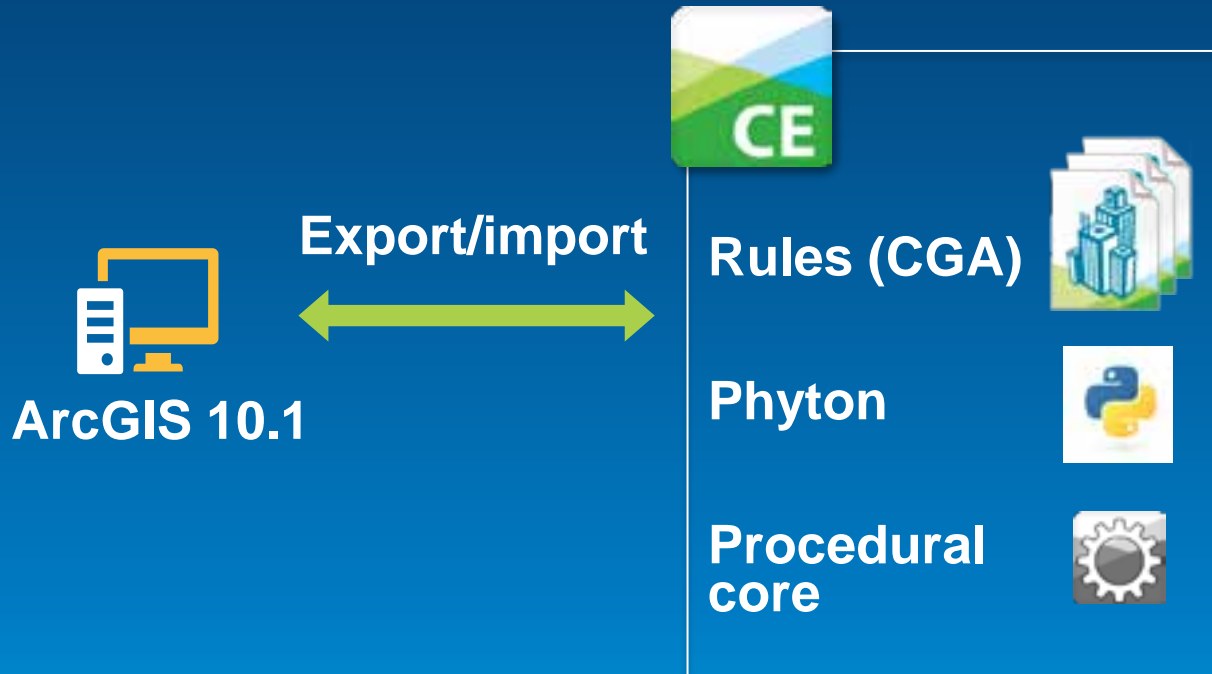 CE
Export/import
ArcGIS 10.1
Rules (CGA)
Phyton
Procedural
core